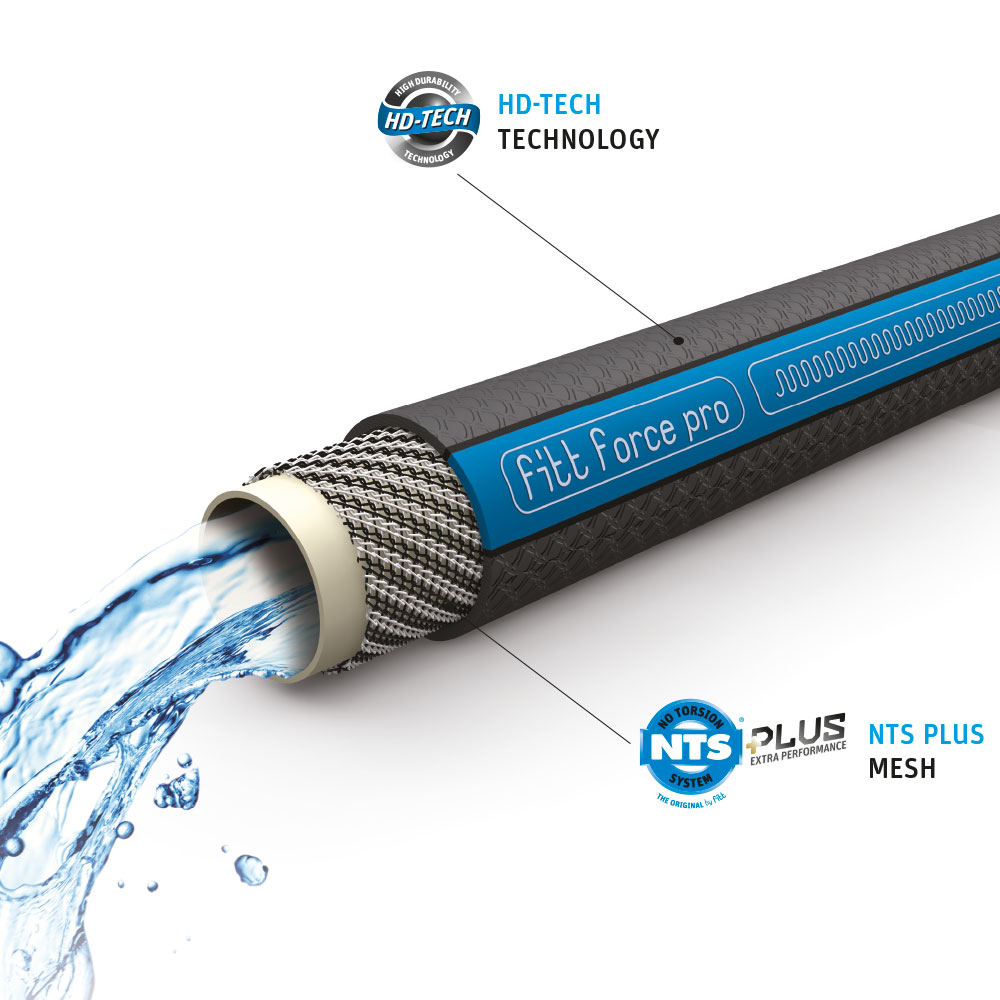 HIGH DURABILITY
HD-TECH
TECHNOLOGY
HD-TECH
TECHNOLOGY
fitt force pro
NO TORSION
NTS®
SYSTEM
THE ORIGINAL by fitt
+PLUS
EXTRA PERFORMANCE
NTS PLUS
MESH